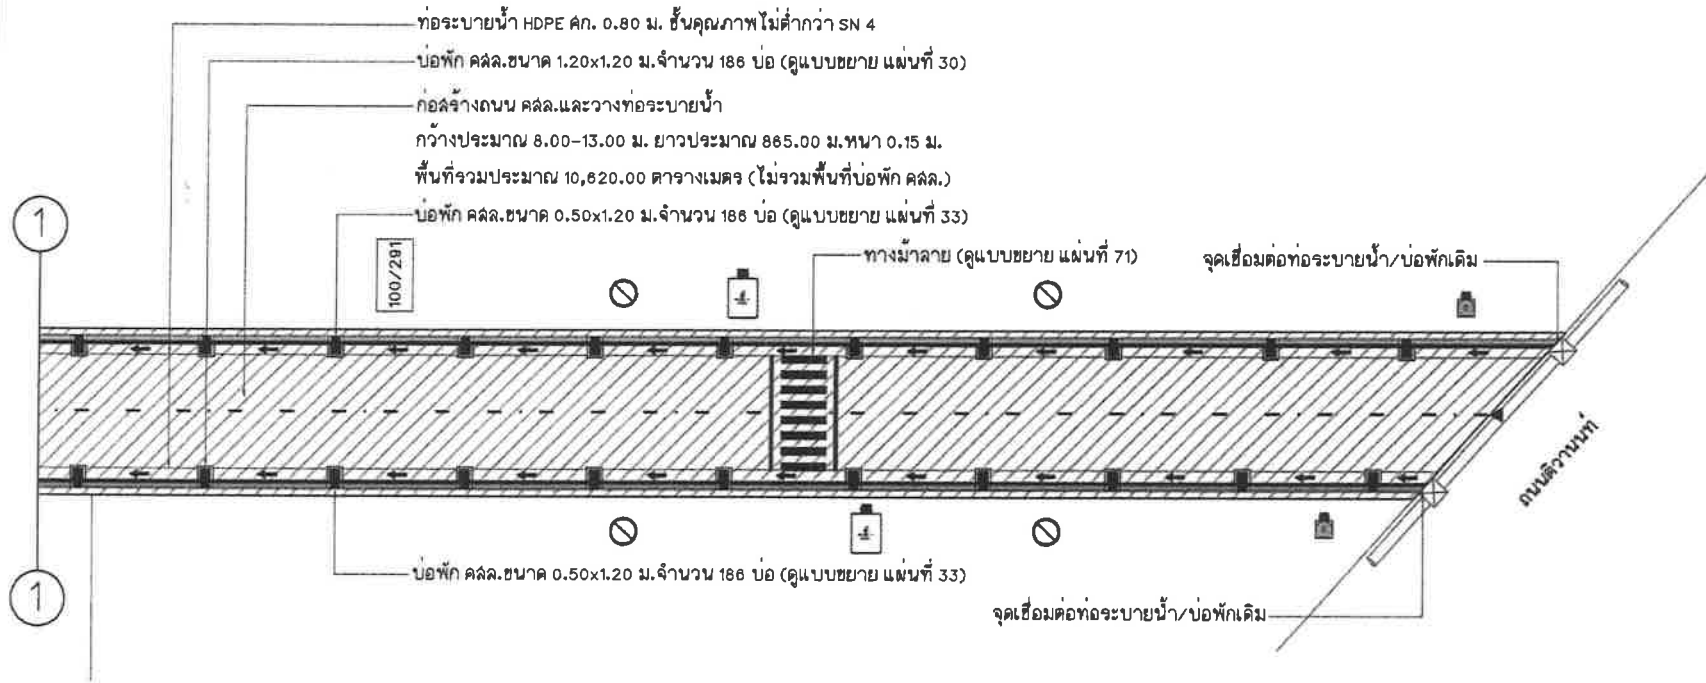 ท่อระบายน้ำ HDPE ศก. 0.80 ม. ชั้นคุณภาพไม่ต่ำกว่า SN 4
บ่อพัก คสล.ขนาด 1.20x1.20 ม.จำนวน 186 บ่อ (ดูแบบขยาย แผ่นที่ 30)
ก่อสร้างถนน คสล.และวางท่อระบายน้ำ
กว้างประมาณ 8.00-13.00 ม. ยาวประมาณ 865.00 ม.หนา 0.15 ม.
พื้นที่รวมประมาณ 10,620.00 ตารางเมตร (ไม่รวมพื้นที่บ่อพัก คสล.)
บ่อพัก คสล.ขนาด 0.50x1.20 ม.จำนวน 186 บ่อ (ดูแบบขยาย แผ่นที่ 33)
1
100/291
ทางม้าลาย (ดูแบบขยาย แผ่นที่ 71)
จุดเชื่อมต่อท่อระบายน้ำ/บ่อพักเดิม
ถนนติวานนท์
บ่อพัก คสล.ขนาด 0.50x1.20 ม.จำนวน 186 บ่อ (ดูแบบขยาย แผ่นที่ 33)
1
จุดเชื่อมต่อท่อระบายน้ำ/บ่อพักเดิม